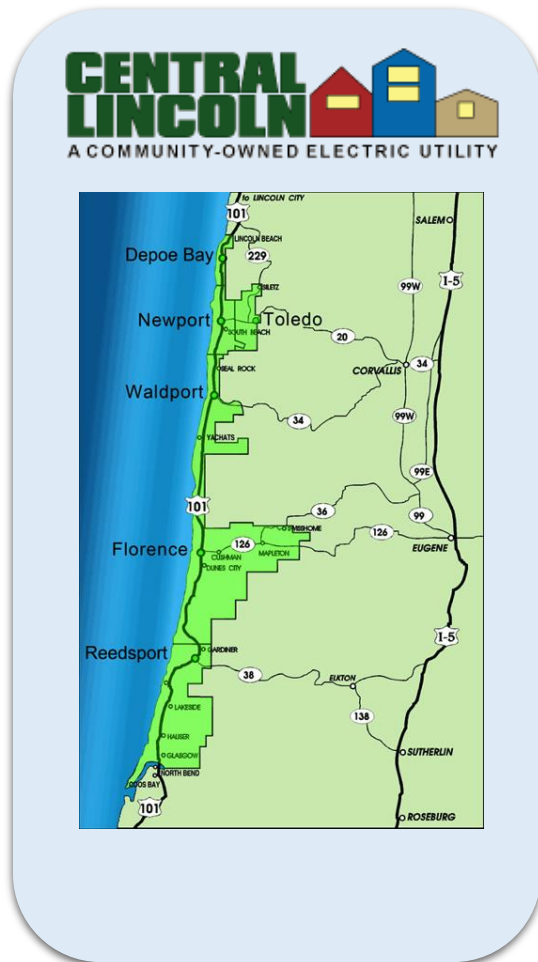 CENTRAL
LINCOLN
A COMMUNITY-OWNED ELECTRIC UTILITY
to LINCOLN CITY
101
SALEM
LINCOLN BEACH
Depoe Bay
229
I-5
SILETZ
99W
Newport
Toledo
SOUTH BEACH
20
SEAL ROCK
CORVALLIS
34
Waldport
34
99W
YACHATS
99E
101
36
99
126
126
Florence
CUSHMAN
MAPLETON
EUGENE
DUNES CITY
I-5
Reedsport
GARDINER
38
ELKTON
LAKESIDE
138
HAUSER
GLASGOW
SUTHERLIN
NORTH BEND
COOS BAY
101
ROSEBURG